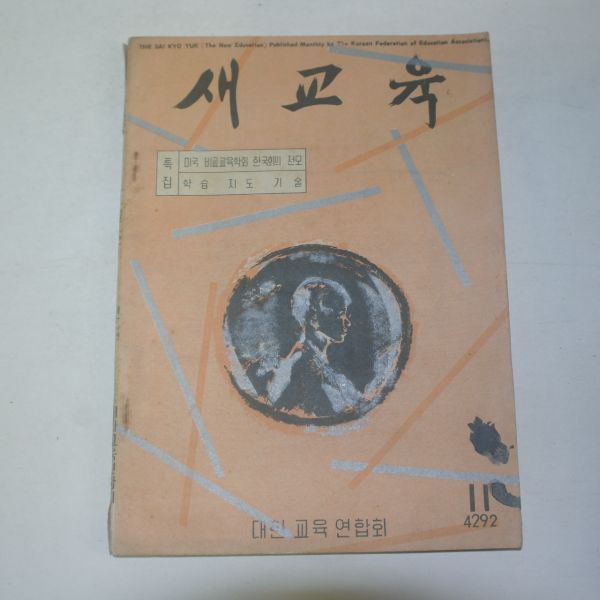 THE SAI KYO YUK (The New Education) Published Monthly by The Korean Federation of Education Associations
새교육
특집
미국 비교교육학회 한국회의 전모
학습 지도 기술
11
4292
대한 교육 연합회